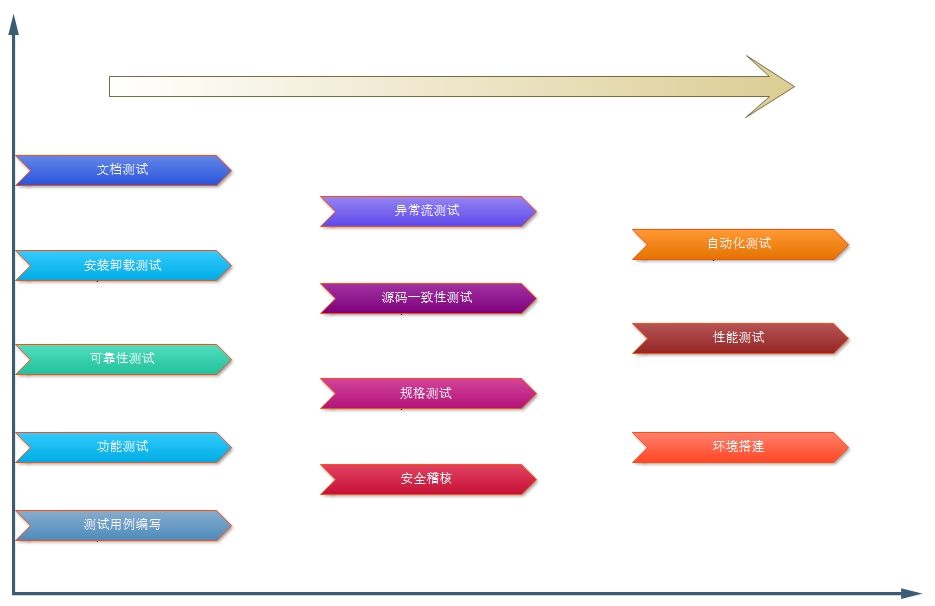 文档测试
安装卸载测试
可靠性测试
功能测试
测试用例编写
异常流测试
源码一致性测试
规格测试
安全稽核
自动化测试
性能测试
环境搭建